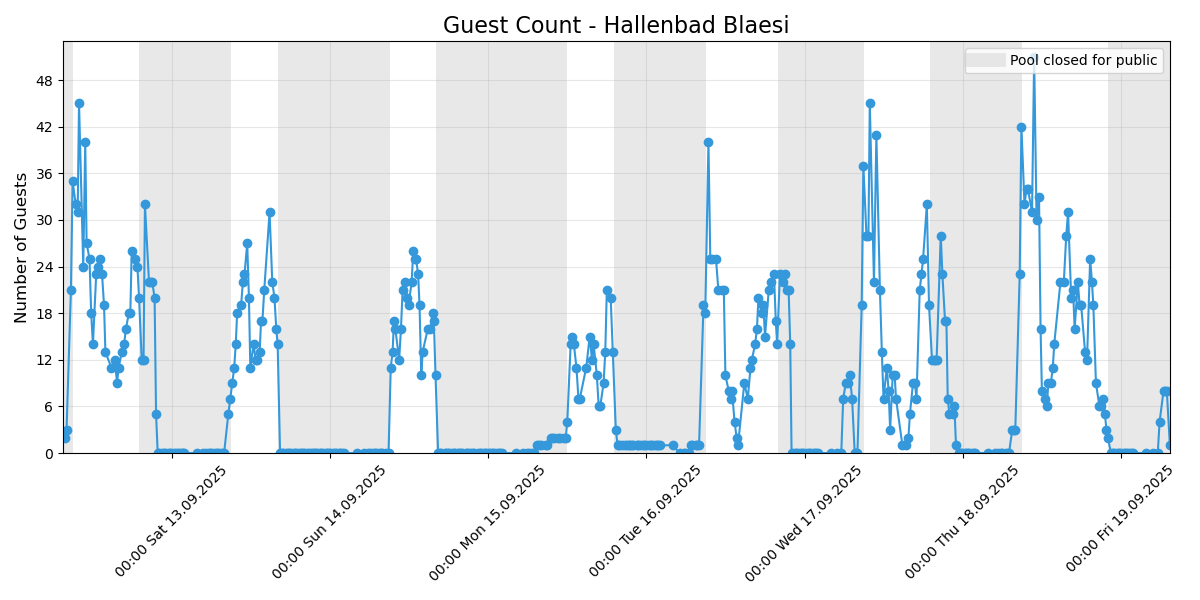 Guest Count - Hallenbad Blaesi
Pool closed for public
Number of Guests
48
42
36
30
24
18
12
6
0
00:00 Sat 13.09.2025
00:00 Sun 14.09.2025
00:00 Mon 15.09.2025
00:00 Tue 16.09.2025
00:00 Wed 17.09.2025
00:00 Thu 18.09.2025
00:00 Fri 19.09.2025